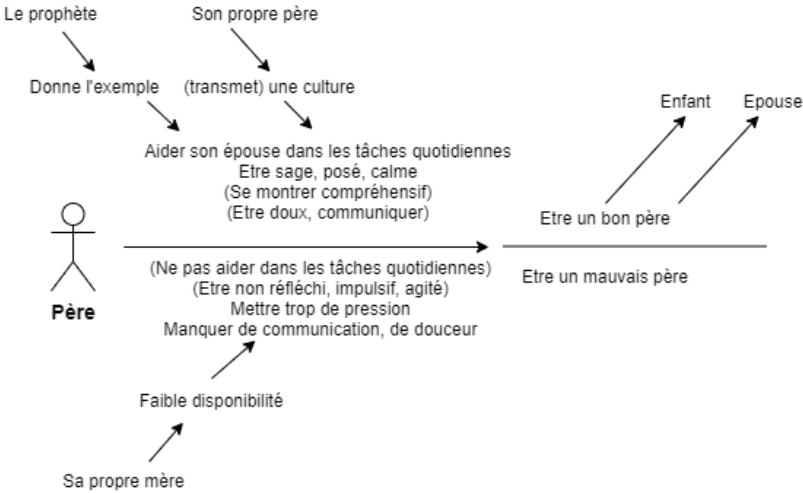 Le prophète
Son propre père
Donne l'exemple
(transmet) une culture
Enfant
Epouse
Aider son épouse dans les tâches quotidiennes
Etre sage, posé, calme
(Se montrer compréhensif)
(Etre doux, communiquer)
Etre un bon père
(Ne pas aider dans les tâches quotidiennes)
(Etre non réfléchi, impulsif, agité)
Mettre trop de pression
Manquer de communication, de douceur
Etre un mauvais père
Père
Faible disponibilité
Sa propre mère